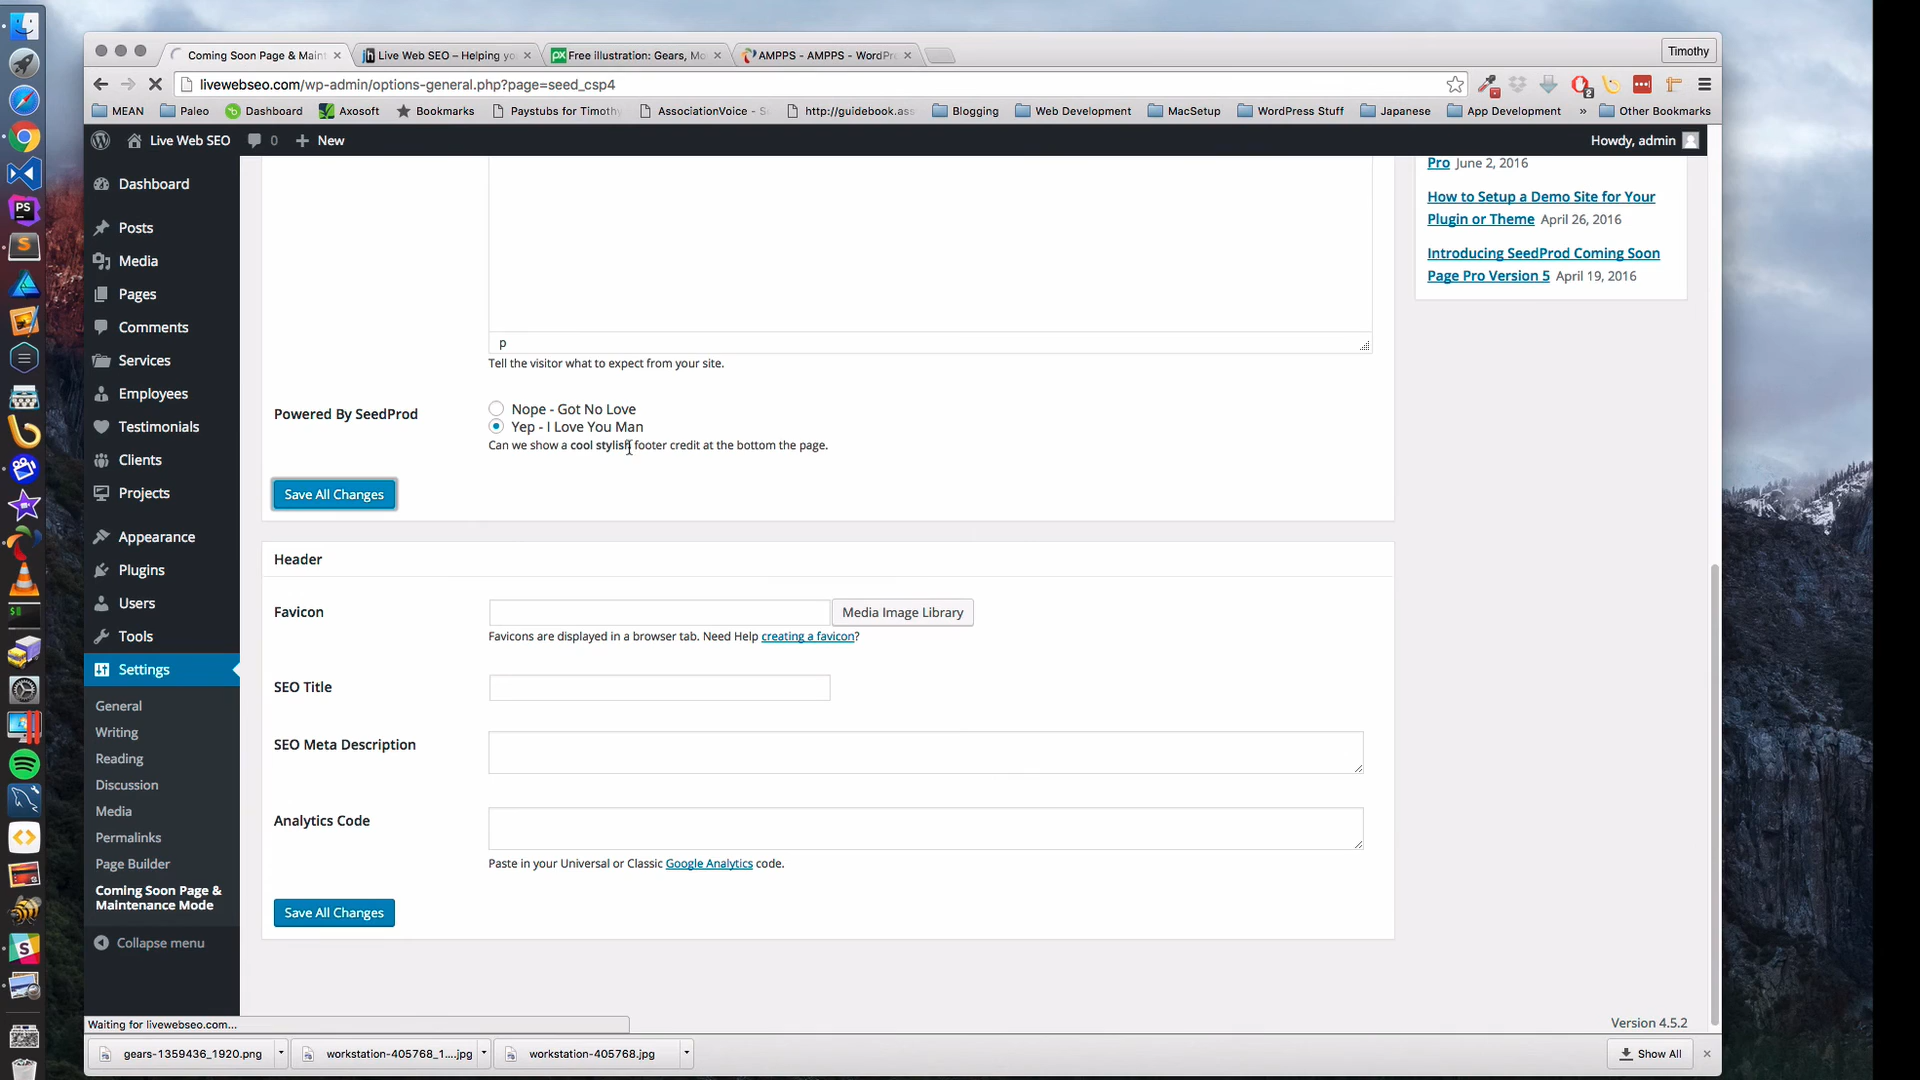 Coming Soon Page & Maint
Live Web SEO – Helping yo
Free illustration: Gears, Mo
AMPPS - AMPPS - WordPr
Timothy
livewebseo.com/wp-admin/options-general.php?page=seed_csp4
2
MEAN
Paleo
Dashboard
Axosoft
Bookmarks
Paystubs for Timothy
AssociationVoice - S
http://guidebook.ass
Blogging
Web Development
MacSetup
WordPress Stuff
Japanese
App Development
»
Other Bookmarks
Live Web SEO
0
New
Howdy, admin
Dashboard
Posts
Media
Pages
Comments
Services
Employees
Testimonials
Clients
Projects
Appearance
Plugins
Users
Tools
Settings
General
Writing
Reading
Discussion
Media
Permalinks
Page Builder
Coming Soon Page &
Maintenance Mode
Collapse menu
p
Tell the visitor what to expect from your site.
Powered By SeedProd
Nope - Got No Love
Yep - I Love You Man
Can we show a cool stylish footer credit at the bottom the page.
Save All Changes
Header
Favicon
Media Image Library
Favicons are displayed in a browser tab. Need Help creating a favicon?
SEO Title
SEO Meta Description
Analytics Code
Paste in your Universal or Classic Google Analytics code.
Save All Changes
Pro June 2, 2016
How to Setup a Demo Site for Your
Plugin or Theme April 26, 2016
Introducing SeedProd Coming Soon
Page Pro Version 5 April 19, 2016
Version 4.5.2
Waiting for livewebseo.com...
gears-1359436_1920.png
workstation-405768_1....jpg
workstation-405768.jpg
Show All
PS
S